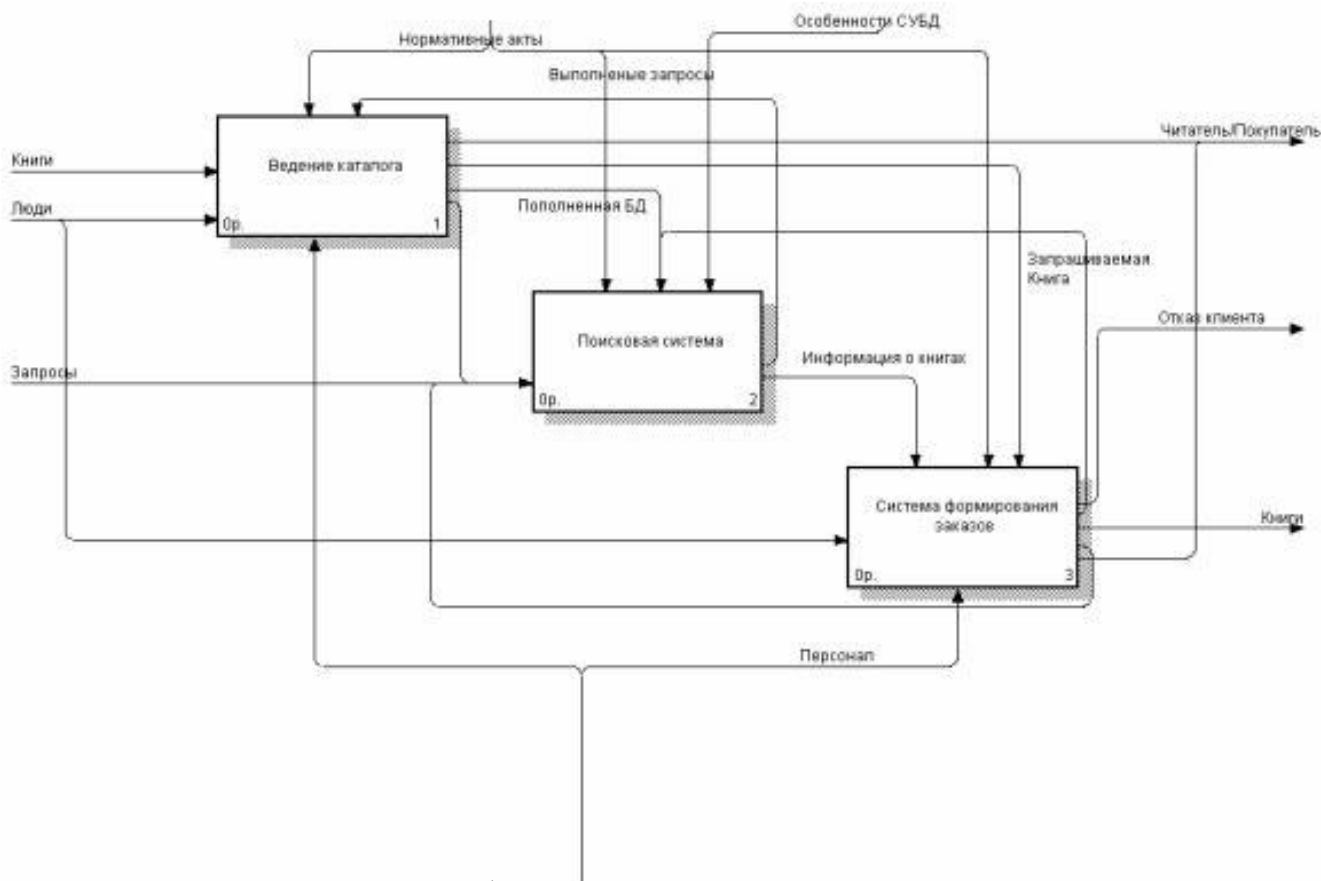 Особенности СУБД
Нормативные акты
Выполненые запросы
Читатель/Покупатель
Книги
Ведение каталога
Люди
0р.
1
Пополненная БД
Запрашиваемая
Книга
Отказ клиента
Поисковая система
Информация о книгах
Запросы
0р.
2
Система формирования
заказов
Книги
0р.
3
Персонал